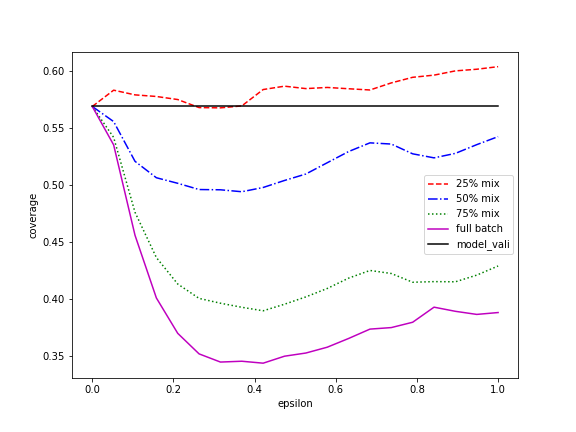 0.60
0.55
0.50
0.45
0.40
0.35
coverage
25% mix
50% mix
75% mix
full batch
model_vali
0.0 0.2 0.4 0.6 0.8 1.0
epsilon